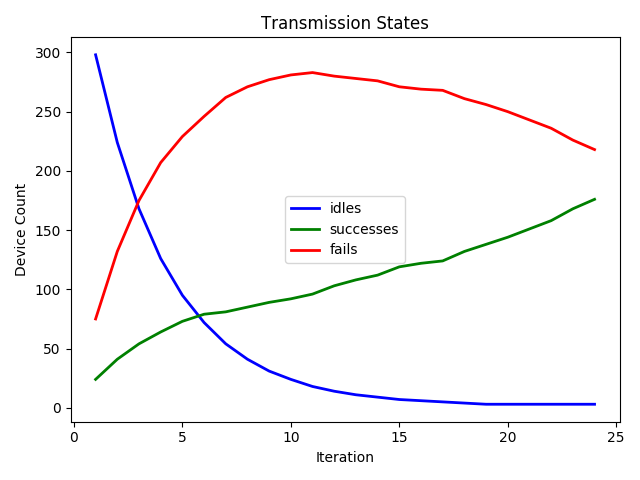 Transmission States
Device Count
300
250
200
150
100
50
0
idles
successes
fails
0 5 10 15 20 25
Iteration